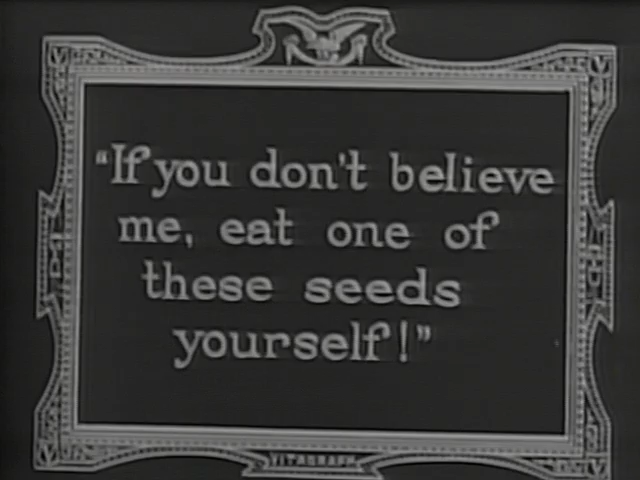 “If you don't believe
me, eat one of
these seeds
yourself!”
VITAGRAPH